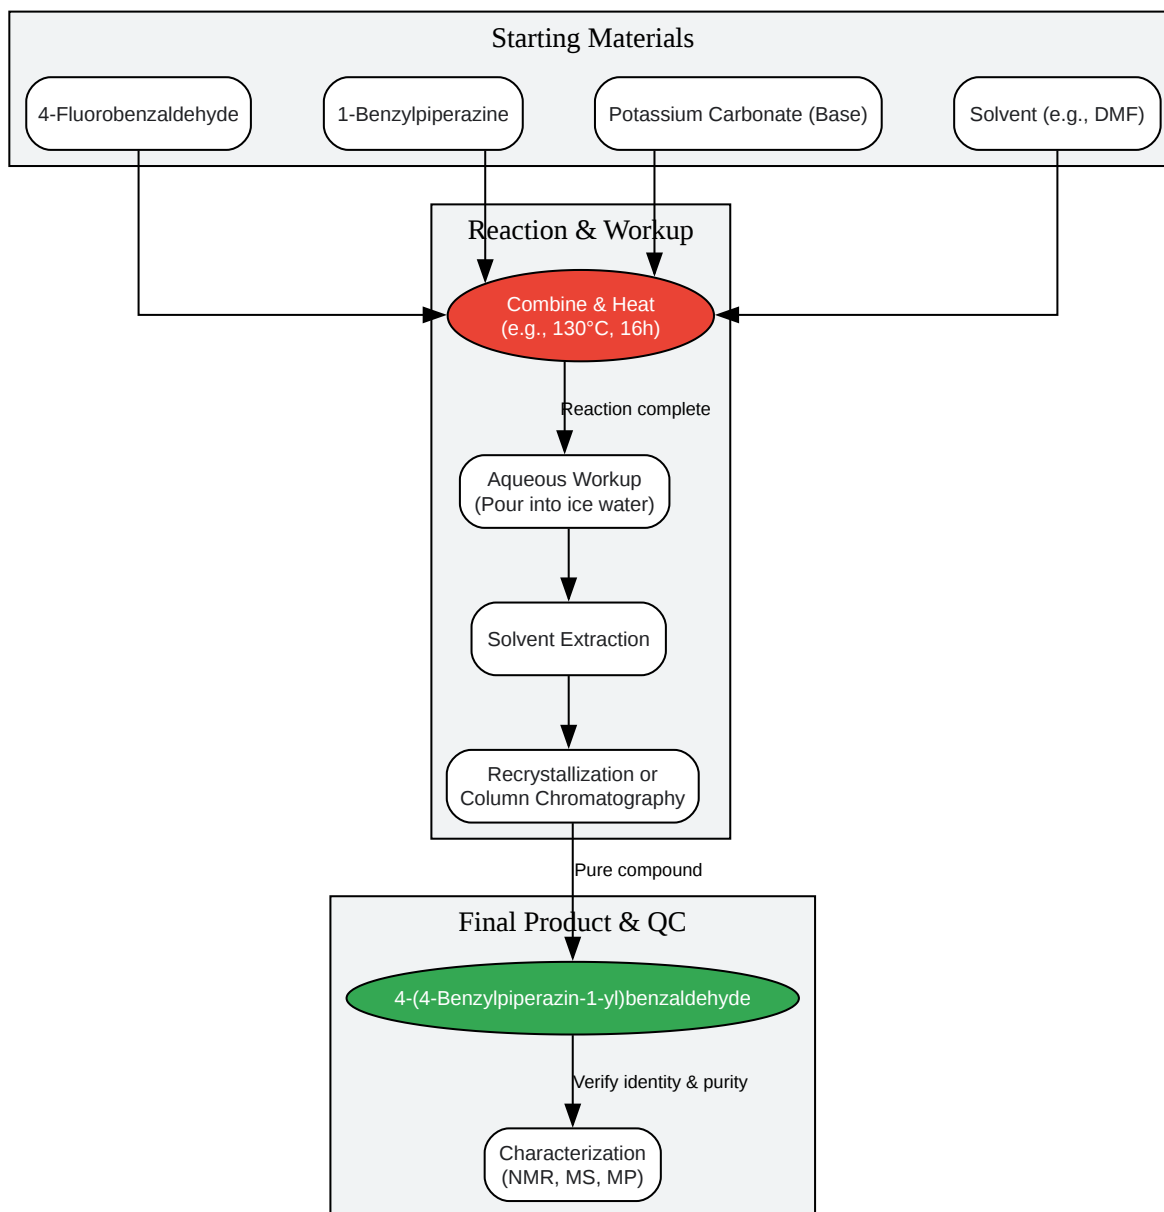 Starting Materials
4-Fluorobenzaldehyde
1-Benzylpiperazine
Potassium Carbonate (Base)
Solvent (e.g., DMF)
Reaction & Workup
Combine & Heat
(e.g., 130°C, 16h)
Reaction complete
Aqueous Workup
(Pour into ice water)
Solvent Extraction
Recrystallization or
Column Chromatography
Pure compound
Final Product & QC
4-(4-Benzylpiperazin-1-yl)benzaldehyde
Verify identity & purity
Characterization
(NMR, MS, MP)